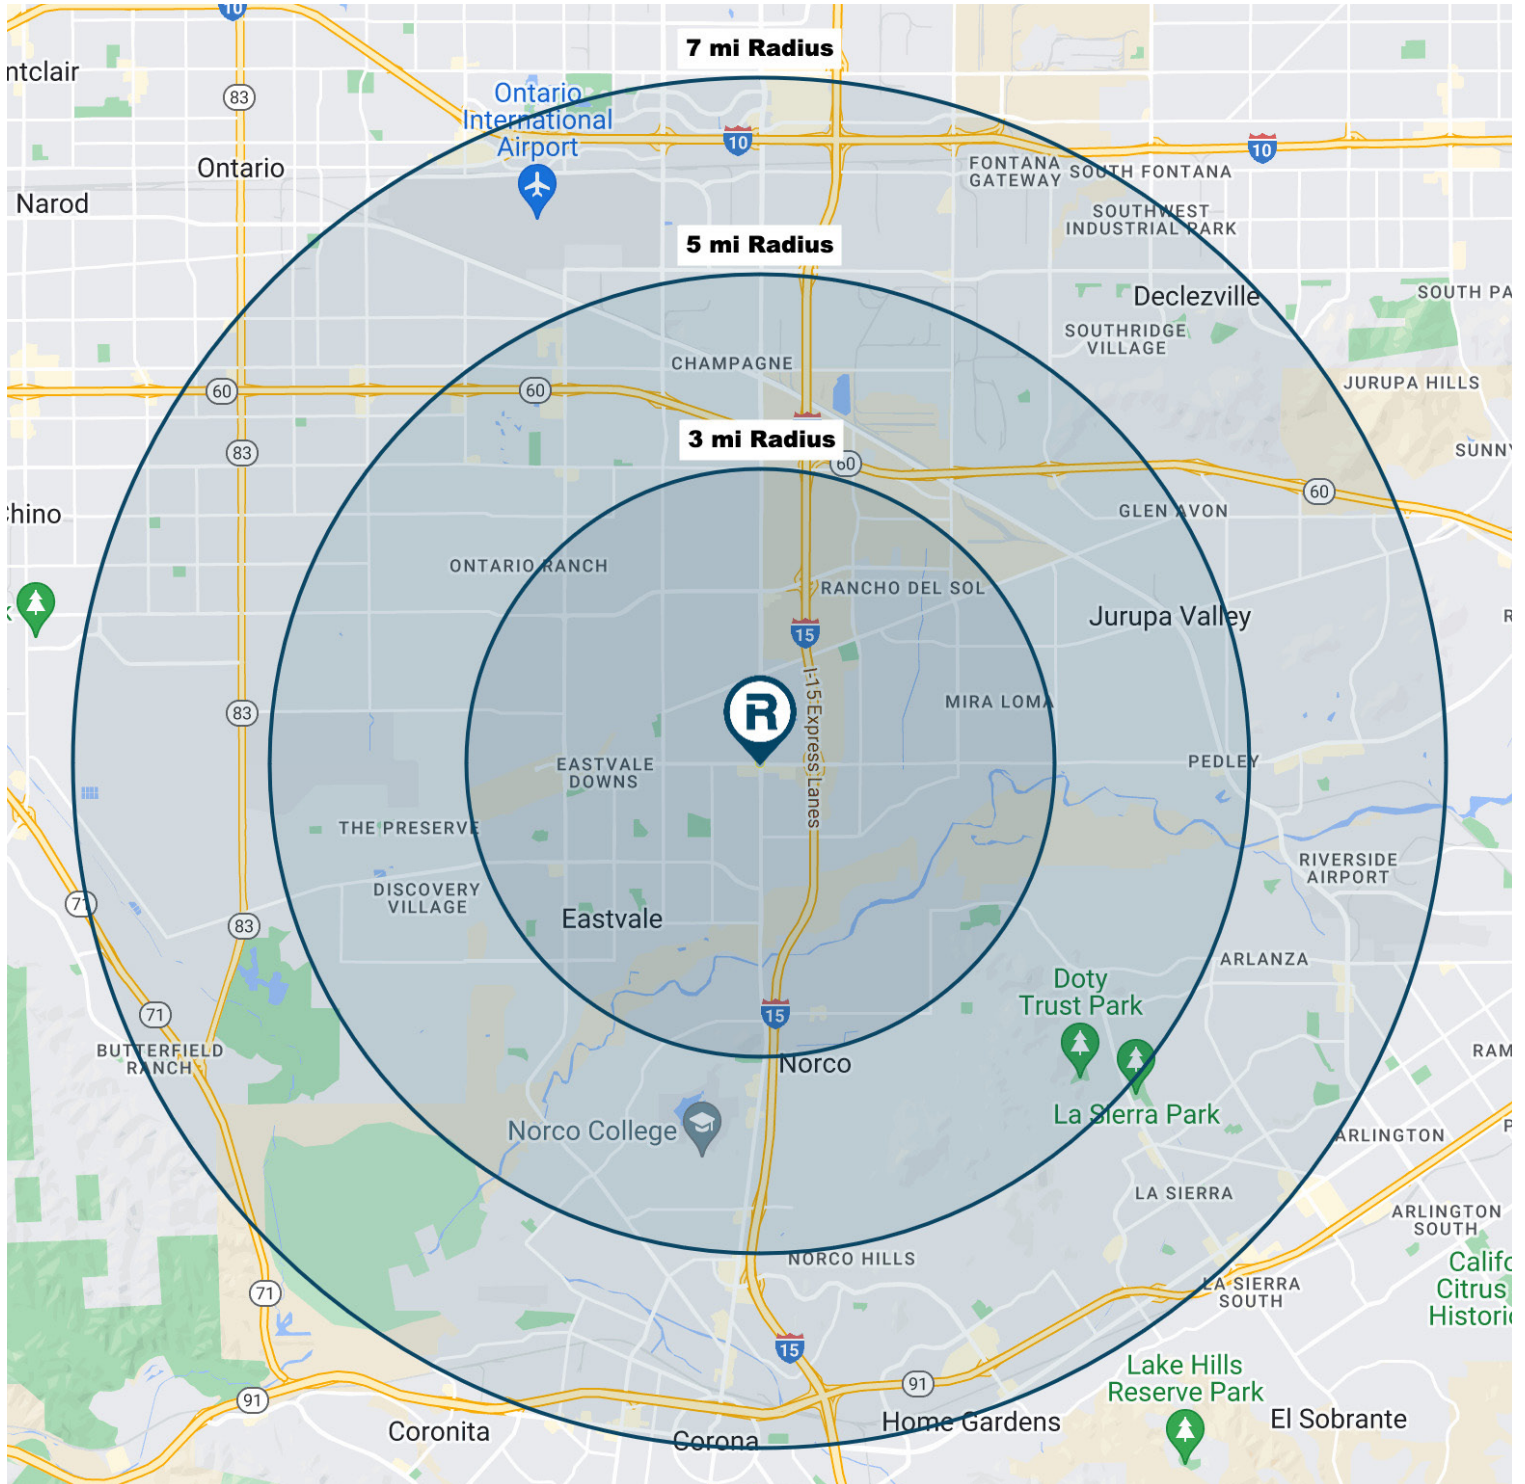 10
7 mi Radius
ntclair
83
Ontario
International
Airport
10
10
Ontario
FONTANA
GATEWAY
SOUTH FONTANA
Narod
SOUTHWEST
INDUSTRIAL PARK
5 mi Radius
Declezville
SOUTH PA
SOUTHRIDGE
VILLAGE
CHAMPAGNE
JURUPA HILLS
60
60
3 mi Radius
83
SUNNY
60
60
Chino
GLEN AVON
ONTARIO RANCH
RANCHO DEL SOL
Jurupa Valley
15
I-15 Express Lanes
MIRA LOMA
R
83
EASTVALE
DOWNS
PEDLEY
THE PRESERVE
RIVERSIDE
AIRPORT
DISCOVERY
VILLAGE
71
Eastvale
83
ARLANZA
Doty
Trust Park
15
71
BUTTERFIELD
RANCH
Norco
RAM
La Sierra Park
Norco College
ARLINGTON
LA SIERRA
ARLINGTON
SOUTH
NORCO HILLS
Califo
Citrus
Historic
LA SIERRA
SOUTH
71
15
Lake Hills
Reserve Park
91
91
Coronita
Corona
Home Gardens
El Sobrante